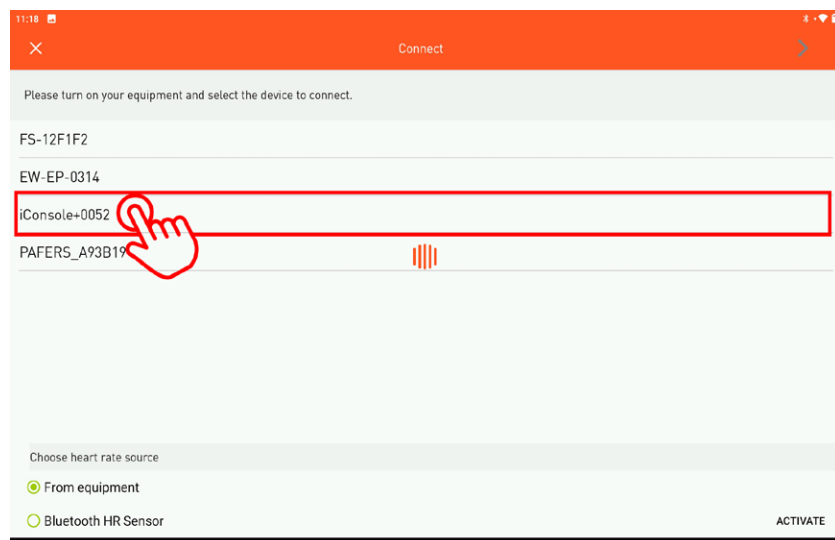 11:18
Connect
Please turn on your equipment and select the device to connect.
FS-12F1F2
EW-EP-0314
iConsole+0052
PAFERS_A93B19
Choose heart rate source
From equipment
Bluetooth HR Sensor
ACTIVATE